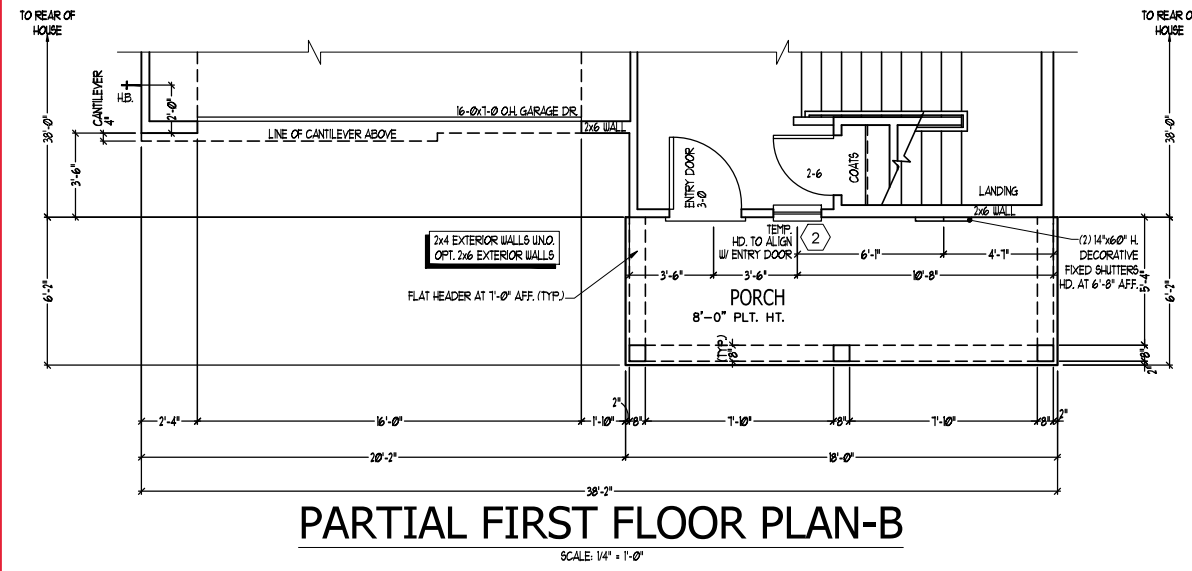 TO REAR OF
HOUSE
TO REAR O
HOUSE
CANTILEVER
4"
H.B.
2'-0"
16-0x7-0 O.H. GARAGE DR.
2x6 WALL
LINE OF CANTILEVER ABOVE
38'-0"
3'-6"
38'-0"
ENTRY DOOR
3-0
2-6
COATS
LANDING
2x6 WALL
2x4 EXTERIOR WALLS U.N.O.
OPT. 2x6 EXTERIOR WALLS
TEMP.
HD. TO ALIGN
W/ ENTRY DOOR
2
6'-1"
4'-7"
(2) 14"x60" H.
DECORATIVE
FIXED SHUTTERS
HD. AT 6'-8" A.F.F.
3'-6"
3'-6"
10'-8"
5'-4"
6'-2"
6'-2"
FLAT HEADER AT 7'-0" A.F.F. (TYP.)
PORCH
8'-0" PLT. HT.
(TYP.)
8"
8"
2"
2'-4"
16'-0"
1'-10"
2"
8"
7'-10"
8"
7'-10"
8"
2"
20'-2"
18'-0"
38'-2"
PARTIAL FIRST FLOOR PLAN-B
SCALE: 1/4" = 1'-0"